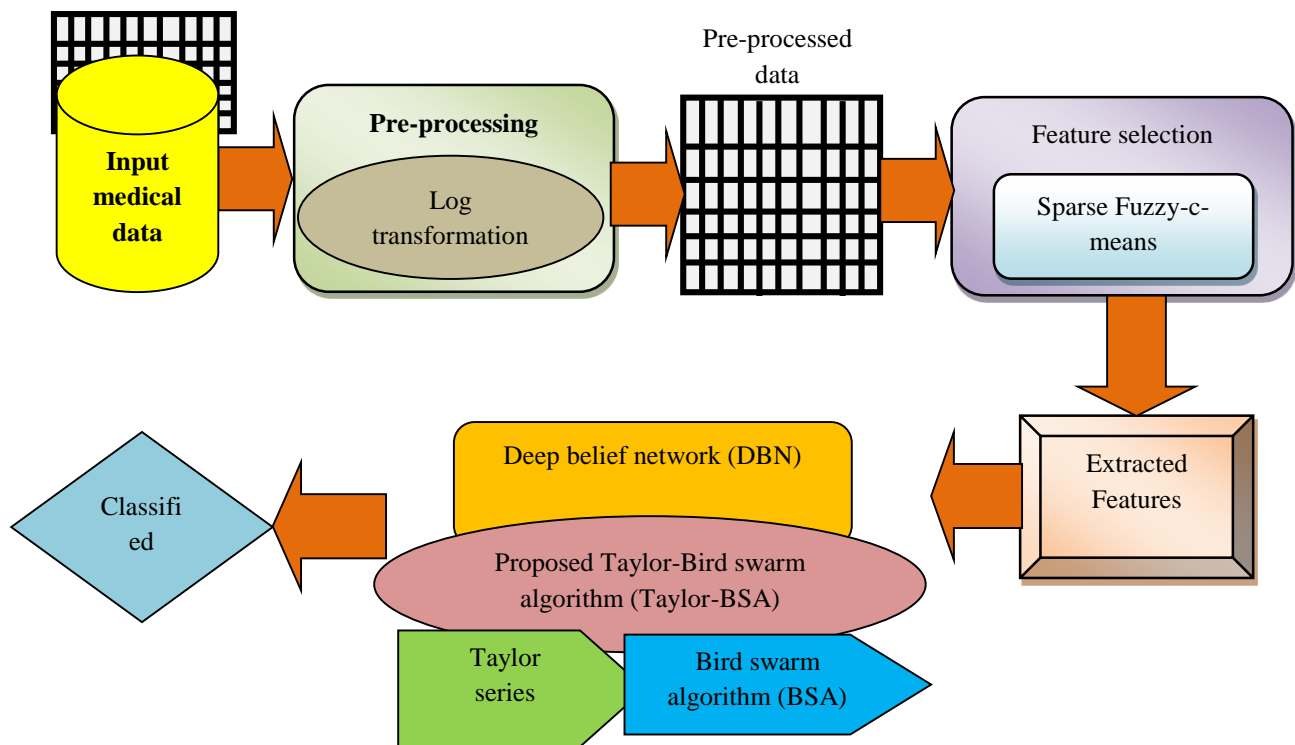 Input
medical
data
Pre-processing
Log
transformation
Pre-processed
data
Feature selection
Sparse Fuzzy-c-
means
Extracted
Features
Deep belief network (DBN)
Proposed Taylor-Bird swarm
algorithm (Taylor-BSA)
Taylor
series
Bird swarm
algorithm (BSA)
Classifi
ed